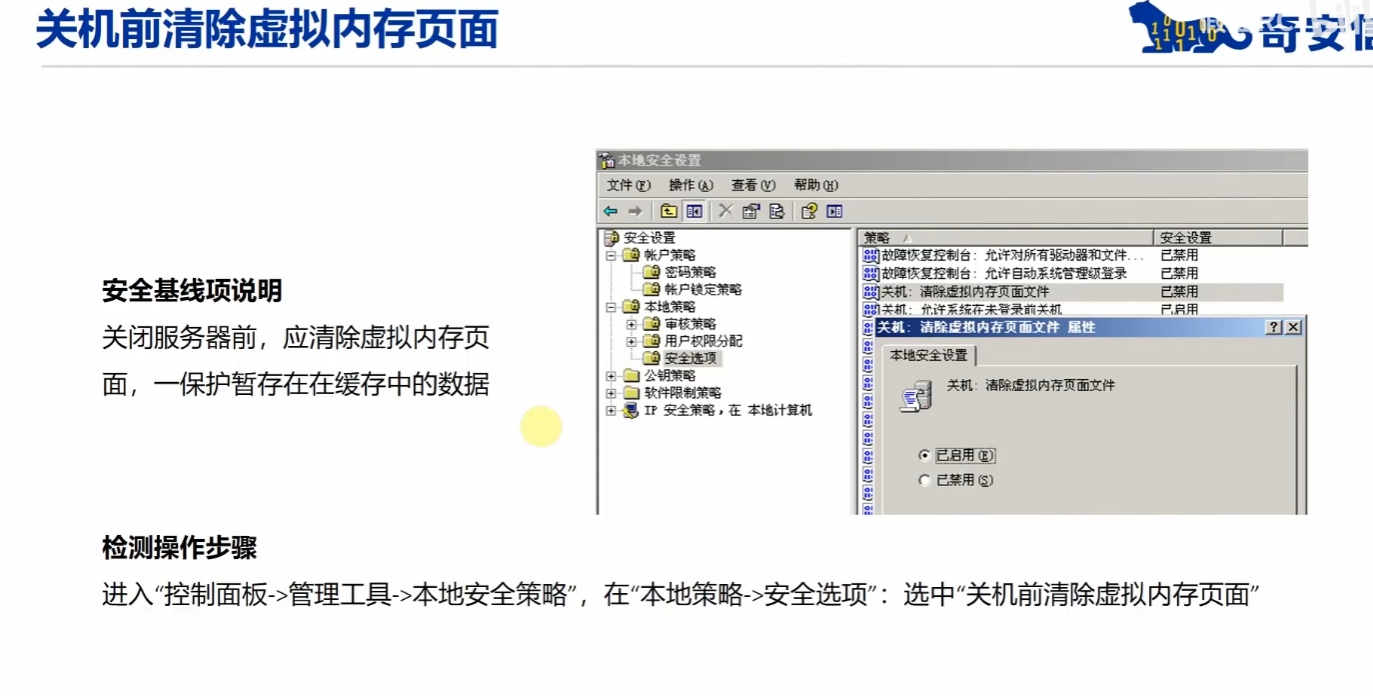 关机前清除虚拟内存页面
奇安信
安全基线项说明
关闭服务器前，应清除虚拟内存页
面，一保护暂存在在缓存中的数据
本地安全设置
文件(F) 操作(A) 查看(V) 帮助(H)
安全设置
帐户策略
密码策略
帐户锁定策略
本地策略
审核策略
用户权限分配
安全选项
公钥策略
软件限制策略
IP 安全策略，在 本地计算机
策略 安全设置
故障恢复控制台: 允许对所有驱动器和文件... 已禁用
故障恢复控制台: 允许自动系统管理级登录 已禁用
关机: 清除虚拟内存页面文件 已禁用
关机: 允许系统在未登录前关机 已启用
关机: 清除虚拟内存页面文件 属性
本地安全设置
关机: 清除虚拟内存页面文件
已启用(E)
已禁用(S)
检测操作步骤
进入“控制面板->管理工具->本地安全策略”，在“本地策略->安全选项”：选中“关机前清除虚拟内存页面”